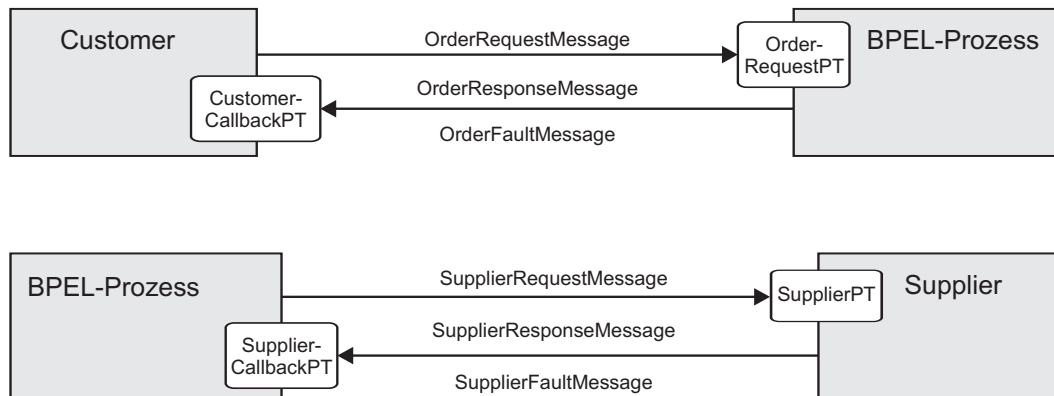 Customer
OrderRequestMessage
Order-
RequestPT
BPEL-Prozess
Customer-
CallbackPT
OrderResponseMessage
OrderFaultMessage
BPEL-Prozess
SupplierRequestMessage
SupplierPT
Supplier
Supplier-
CallbackPT
SupplierResponseMessage
SupplierFaultMessage